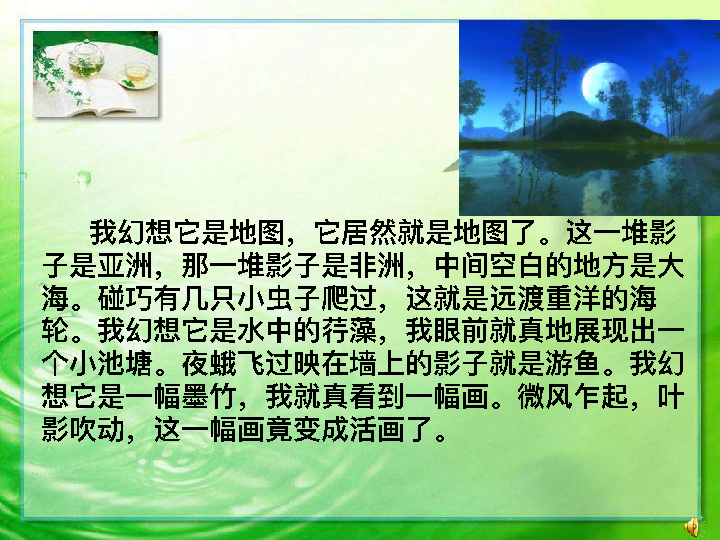 我幻想它是地图，它居然就是地图了。这一堆影
子是亚洲，那一堆影子是非洲，中间空白的地方是大
海。碰巧有几只小虫子爬过，这就是远渡重洋的海
轮。我幻想它是水中的荇藻，我眼前就真地展现出一
个小池塘。夜蛾飞过映在墙上的影子就是游鱼。我幻
想它是一幅墨竹，我就真看到一幅画。微风乍起，叶
影吹动，这一幅画竟变成活画了。